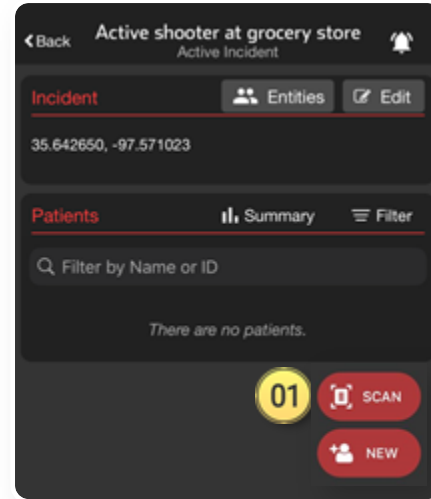 Back Active shooter at grocery store
Active Incident
Incident Entities Edit
35.642650, -97.571023
Patients Summary Filter
Filter by Name or ID
There are no patients.
01 SCAN
NEW